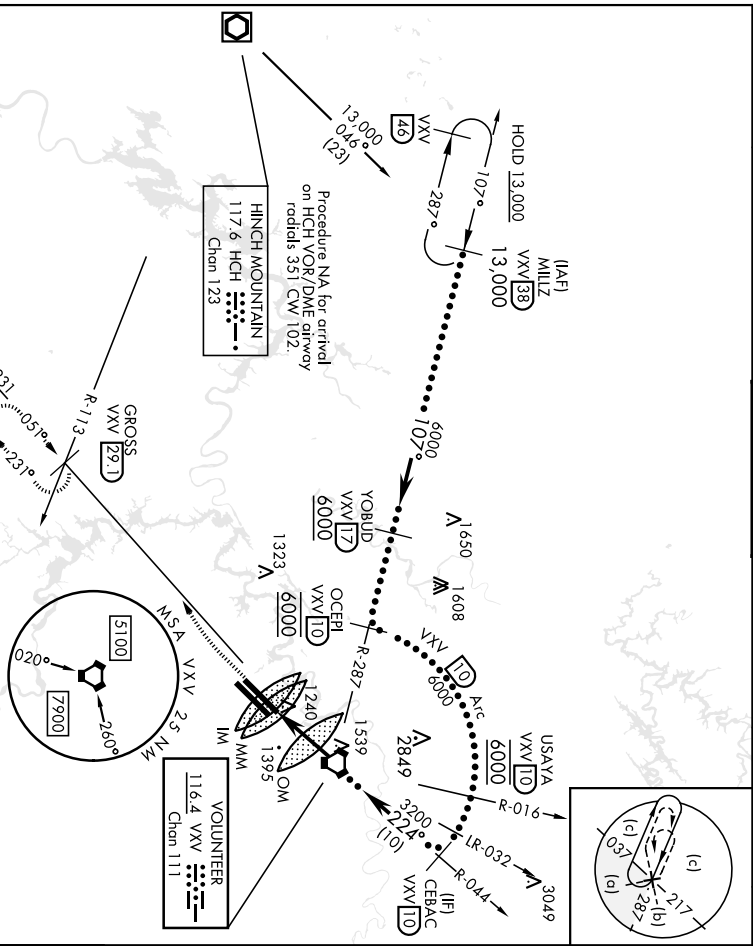 HOLD 13,000
107°
287°
VXV
46
(IAF)
MILLZ
VXV 38
13,000
13,000
046°
(23)
HINCH MOUNTAIN
117.6 HCH
Chan 123
Procedure NA for arrival
on HCH VOR/DME airway
radials 351 CW 102.
6000
107°
YOBUD
VXV 17
6000
1650
1608
1323
OCEPI
VXV 10
6000
R-287
VXV 10 Arc
6000
USAYA
VXV 10
6000
2849
R-016
LR-032
3049
R-044
(IF)
CEBAC
VXV 10
3200
224°
(10)
1539
1240
OM
1395
MM
IM
R-113
GROSS
VXV 29.1
051°
231°
MSA VXV 25 NM
5100
7900
020°
260°
VOLUNTEER
116.4 VXV
Chan 111
(c)
(c)
037
(a)
217
(b)
287